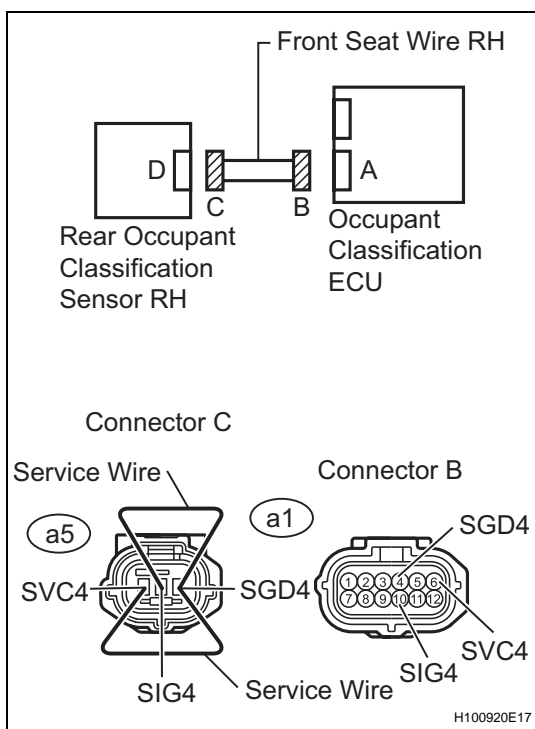 Front Seat Wire RH
D
A
C
B
Rear Occupant
Classification
Sensor RH
Occupant
Classification
ECU
Connector C
Service Wire
Connector B
a5
a1
SGD4
SVC4
SGD4
1 2 3 4 5 6
7 8 9 10 11 12
SVC4
SIG4
SIG4
Service Wire
H100920E17